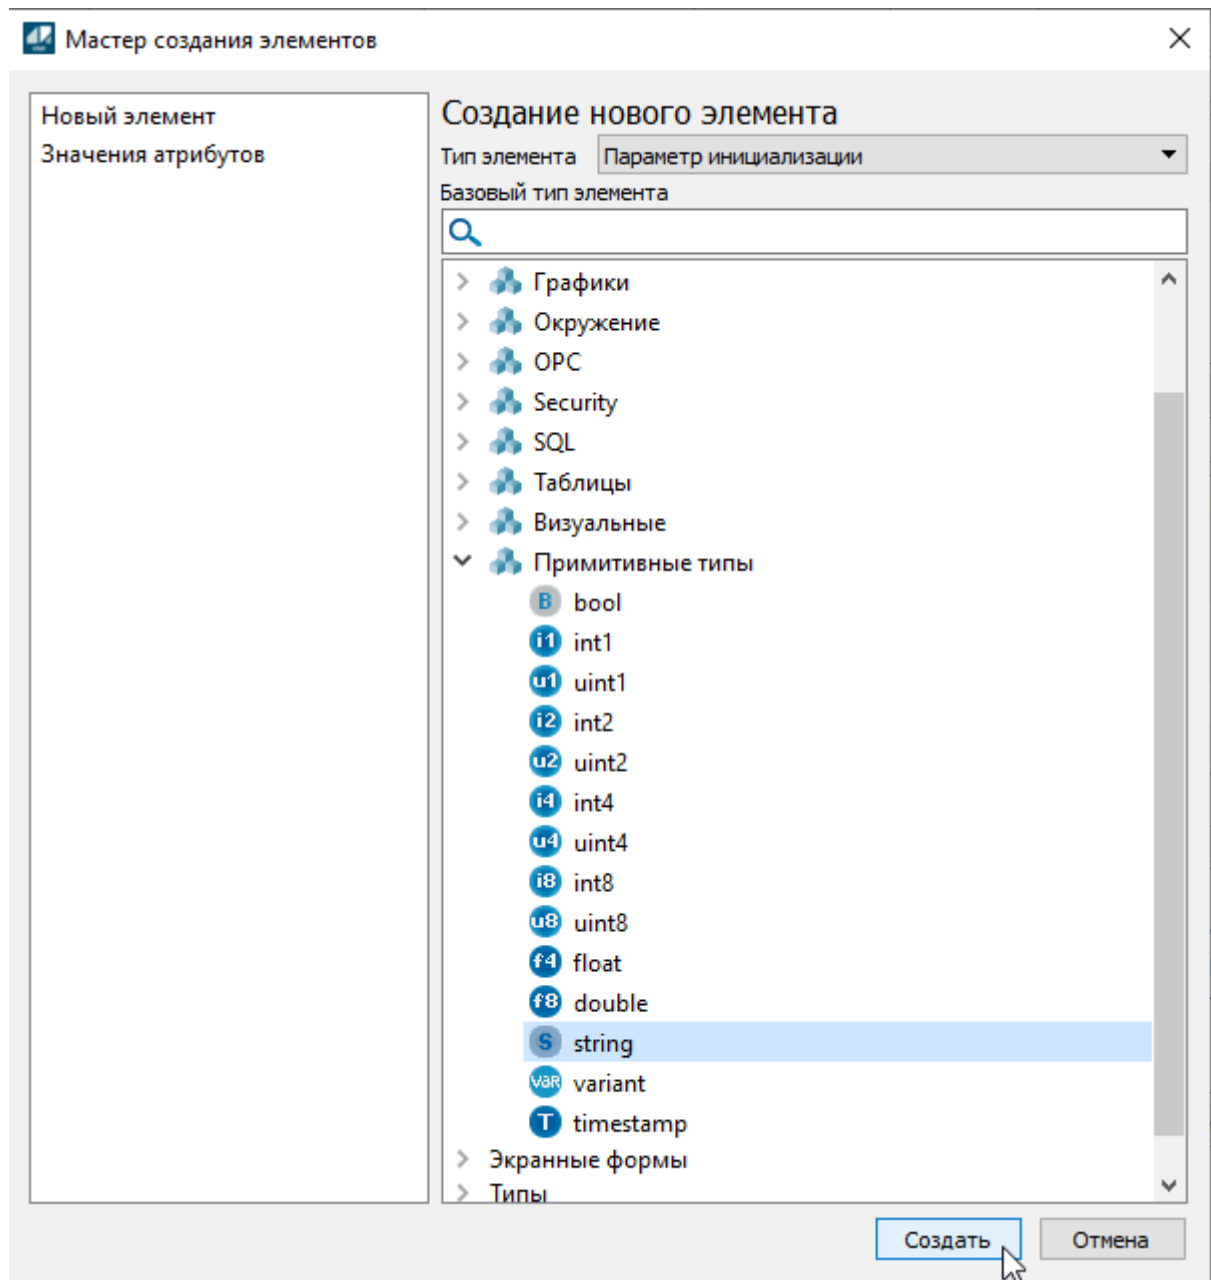 Мастер создания элементов
Новый элемент
Значения атрибутов
Создание нового элемента
Тип элемента Параметр инициализации
Базовый тип элемента
Графики
Окружение
OPC
Security
SQL
Таблицы
Визуальные
Примитивные типы
B bool
i1 int1
u1 uint1
i2 int2
u2 uint2
i4 int4
u4 uint4
i8 int8
u8 uint8
f4 float
f8 double
S string
VAR variant
T timestamp
Экранные формы
Типы
Создать Отмена